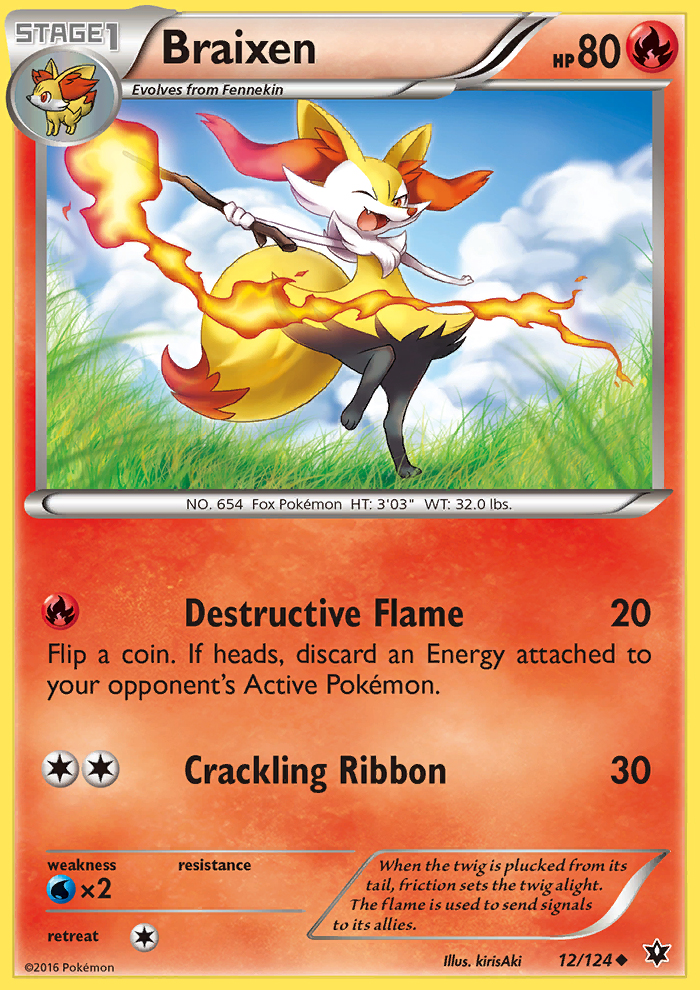 STAGE1
Braixen
HP80
Evolves from Fennekin
NO. 654 Fox Pokémon HT: 3'03" WT: 32.0 lbs.
Destructive Flame 20
Flip a coin. If heads, discard an Energy attached to
your opponent's Active Pokémon.
Crackling Ribbon 30
weakness resistance
×2
retreat
When the twig is plucked from its
tail, friction sets the twig alight.
The flame is used to send signals
to its allies.
©2016 Pokémon
Illus. kirisAki 12/124